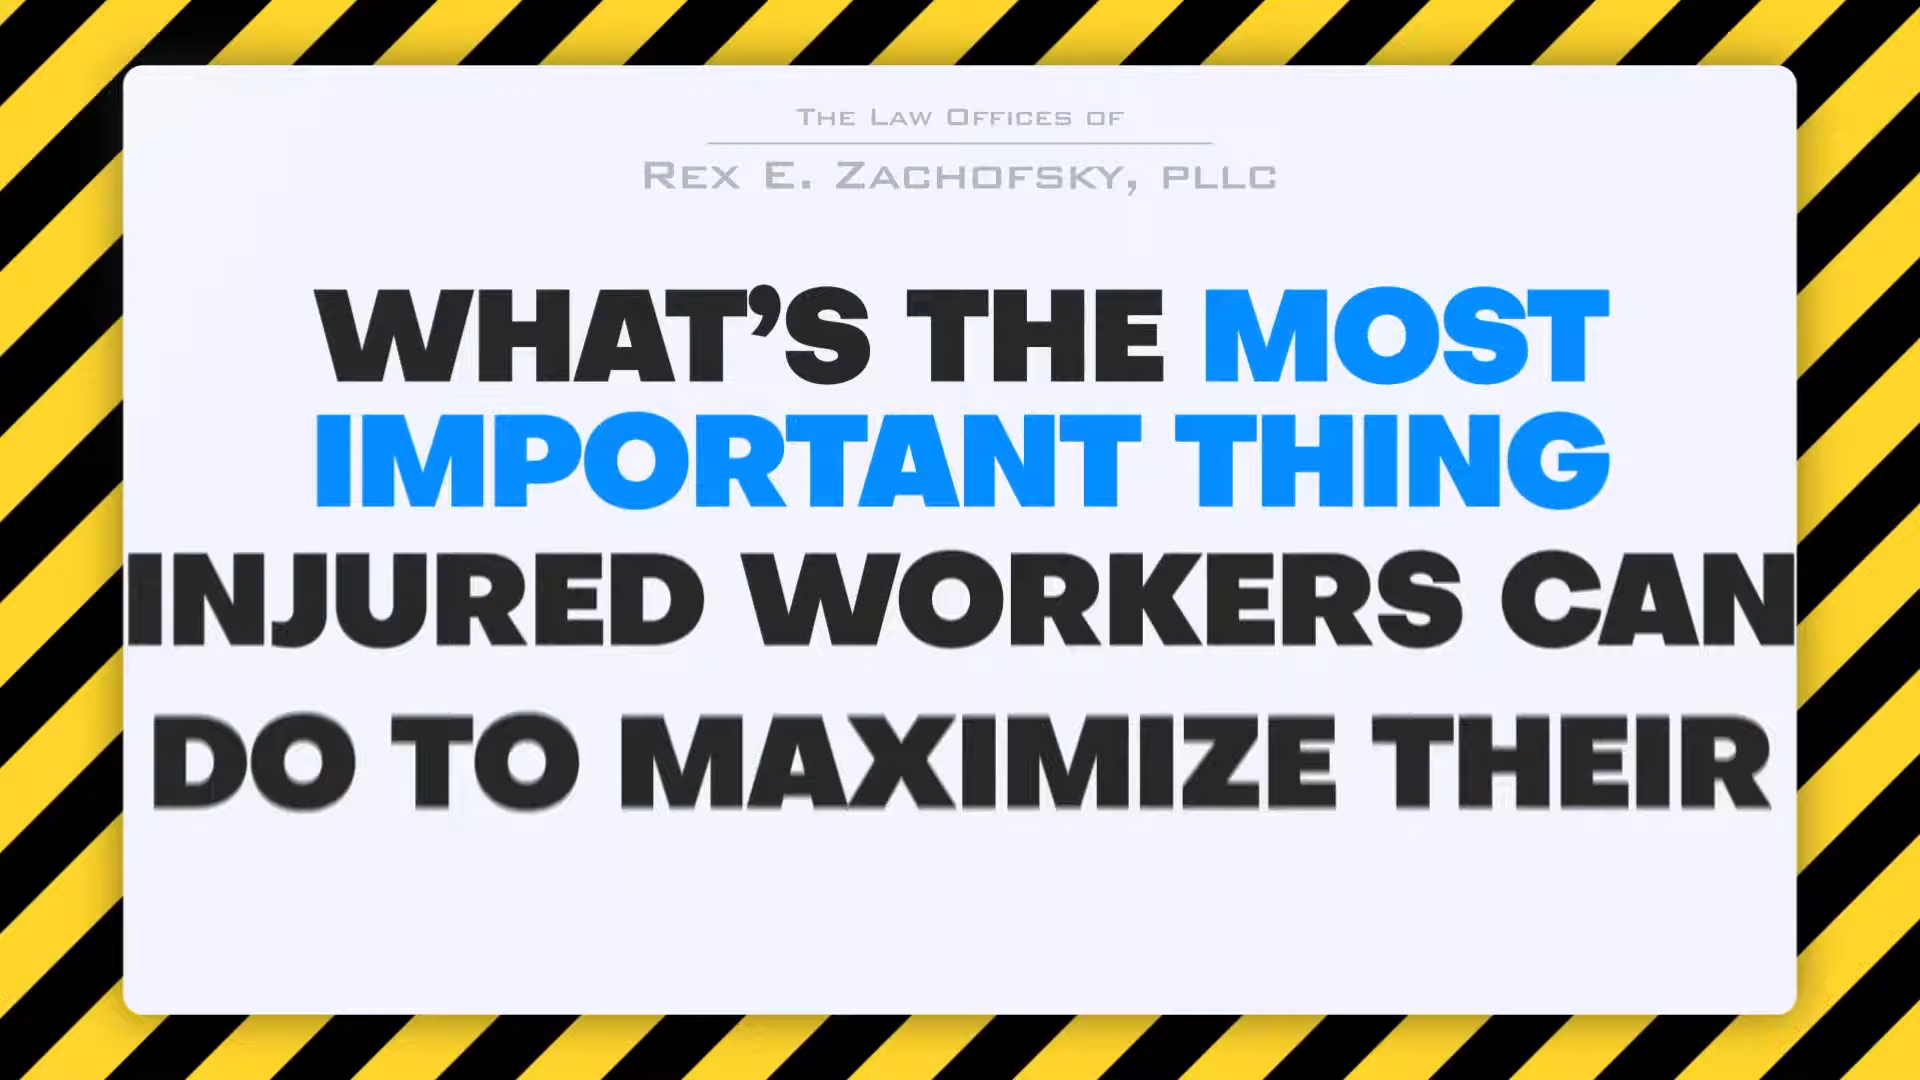 The Law Offices of
Rex E. Zachofsky, PLLC
WHAT'S THE MOST
IMPORTANT THING
INJURED WORKERS CAN
DO TO MAXIMIZE THEIR